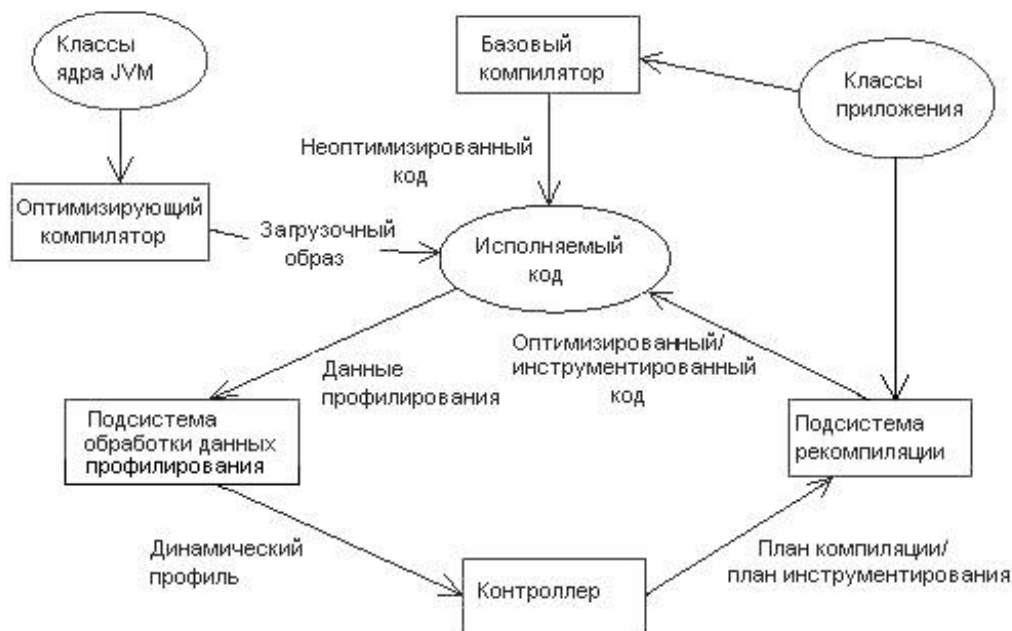 Классы
ядра JVM
Базовый
компилятор
Классы
приложения
Неоптимизированный
код
Оптимизирующий
компилятор
Загрузочный
образ
Исполняемый
код
Данные
профилирования
Оптимизированный/
инструментированный
код
Подсистема
обработки данных
профилирования
Подсистема
рекомпиляции
Динамический
профиль
Контроллер
План компиляции/
план инструментирования